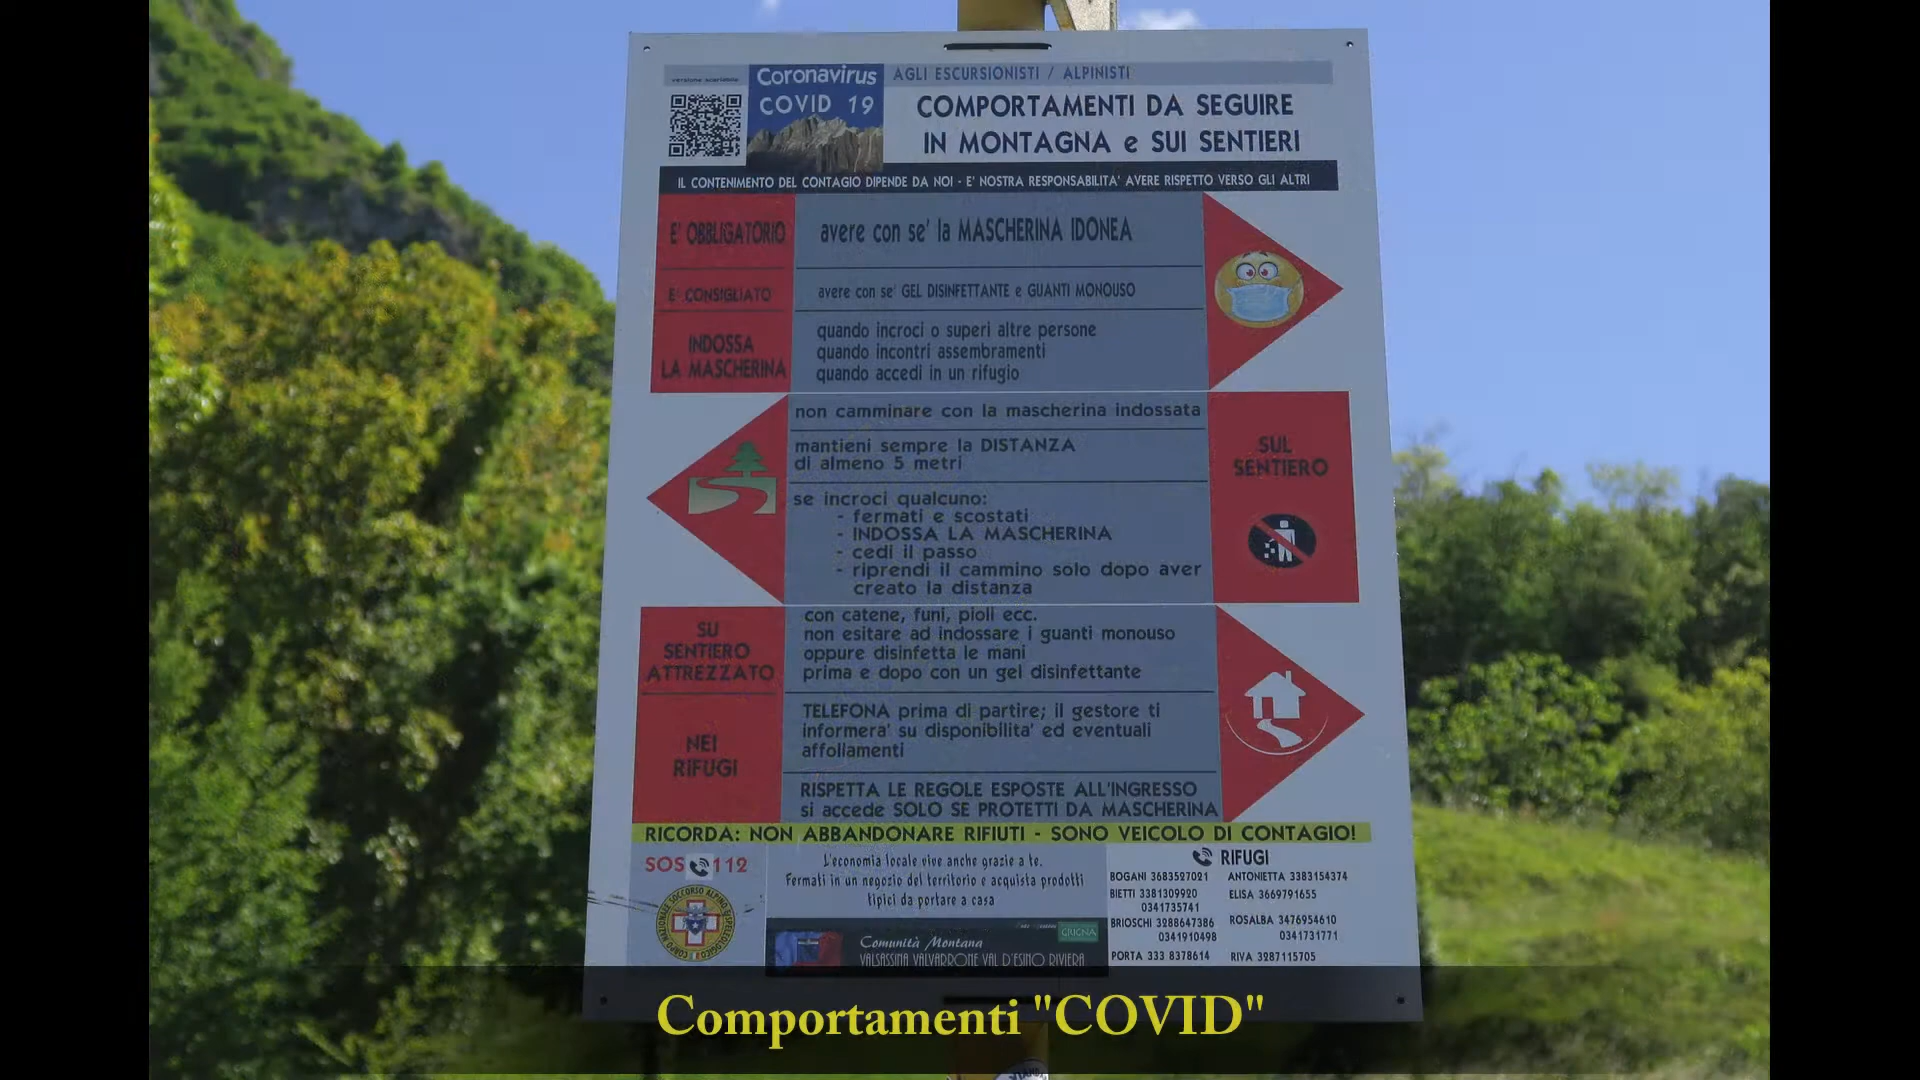 versione scaricabile
Coronavirus
COVID 19
AGLI ESCURSIONISTI / ALPINISTI
COMPORTAMENTI DA SEGUIRE
IN MONTAGNA e SUI SENTIERI
IL CONTENIMENTO DEL CONTAGIO DIPENDE DA NOI - E' NOSTRA RESPONSABILITA' AVERE RISPETTO VERSO GLI ALTRI
E' OBBLIGATORIO
avere con se' la MASCHERINA IDONEA
E' CONSIGLIATO
avere con se' GEL DISINFETTANTE e GUANTI MONOUSO
INDOSSA
LA MASCHERINA
quando incroci o superi altre persone
quando incontri assembramenti
quando accedi in un rifugio
SUL
SENTIERO
non camminare con la mascherina indossata
mantieni sempre la DISTANZA
di almeno 5 metri
se incroci qualcuno:
- fermati e scostati
- INDOSSA LA MASCHERINA
- cedi il passo
- riprendi il cammino solo dopo aver
creato la distanza
SU
SENTIERO
ATTREZZATO
con catene, funi, pioli ecc.
non esitare ad indossare i guanti monouso
oppure disinfetta le mani
prima e dopo con un gel disinfettante
NEI
RIFUGI
TELEFONA prima di partire; il gestore ti
informera' su disponibilita' ed eventuali
affollamenti
RISPETTA LE REGOLE ESPOSTE ALL'INGRESSO
si accede SOLO SE PROTETTI DA MASCHERINA
RICORDA: NON ABBANDONARE RIFIUTI - SONO VEICOLO DI CONTAGIO!
SOS 112
CORPO NAZIONALE SOCCORSO ALPINO E SPELEOLOGICO
L'economia locale vive anche grazie a te.
Fermati in un negozio del territorio e acquista prodotti
tipici da portare a casa
GRIGNA
Comunità Montana
VALSASSINA VALVARRONE VAL D'ESINO RIVIERA
RIFUGI
BOGANI 3683527021
BIETTI 3381309920
0341735741
BRIOSCHI 3288647386
0341910498
PORTA 333 8378614
ANTONIETTA 3383154374
ELISA 3669791655
ROSALBA 3476954610
0341731771
RIVA 3287115705
Comportamenti "COVID"